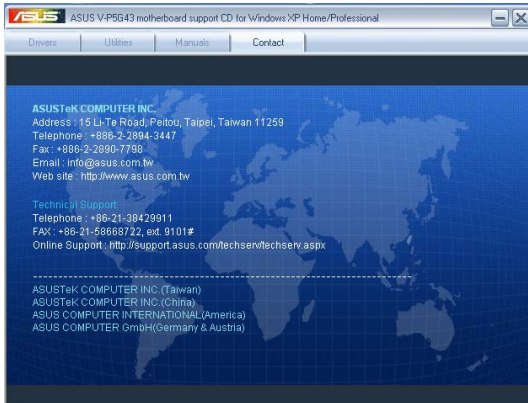 ASUS ASUS V-P5G43 motherboard support CD for Windows XP Home/Professional
Drivers Utilities Manuals Contact
ASUSTeK COMPUTER INC.
Address : 15 Li-Te Road, Peitou, Taipei, Taiwan 11259
Telephone : +886-2-2894-3447
Fax : +886-2-2890-7798
Email : info@asus.com.tw
Web site : http://www.asus.com.tw
Technical Support
Telephone : +86-21-38429911
FAX : +86-21-58668722, ext. 9101#
Online Support : http://support.asus.com/techserv/techserv.aspx
ASUSTeK COMPUTER INC.(Taiwan)
ASUSTeK COMPUTER INC.(China)
ASUS COMPUTER INTERNATIONAL(America)
ASUS COMPUTER GmbH(Germany & Austria)